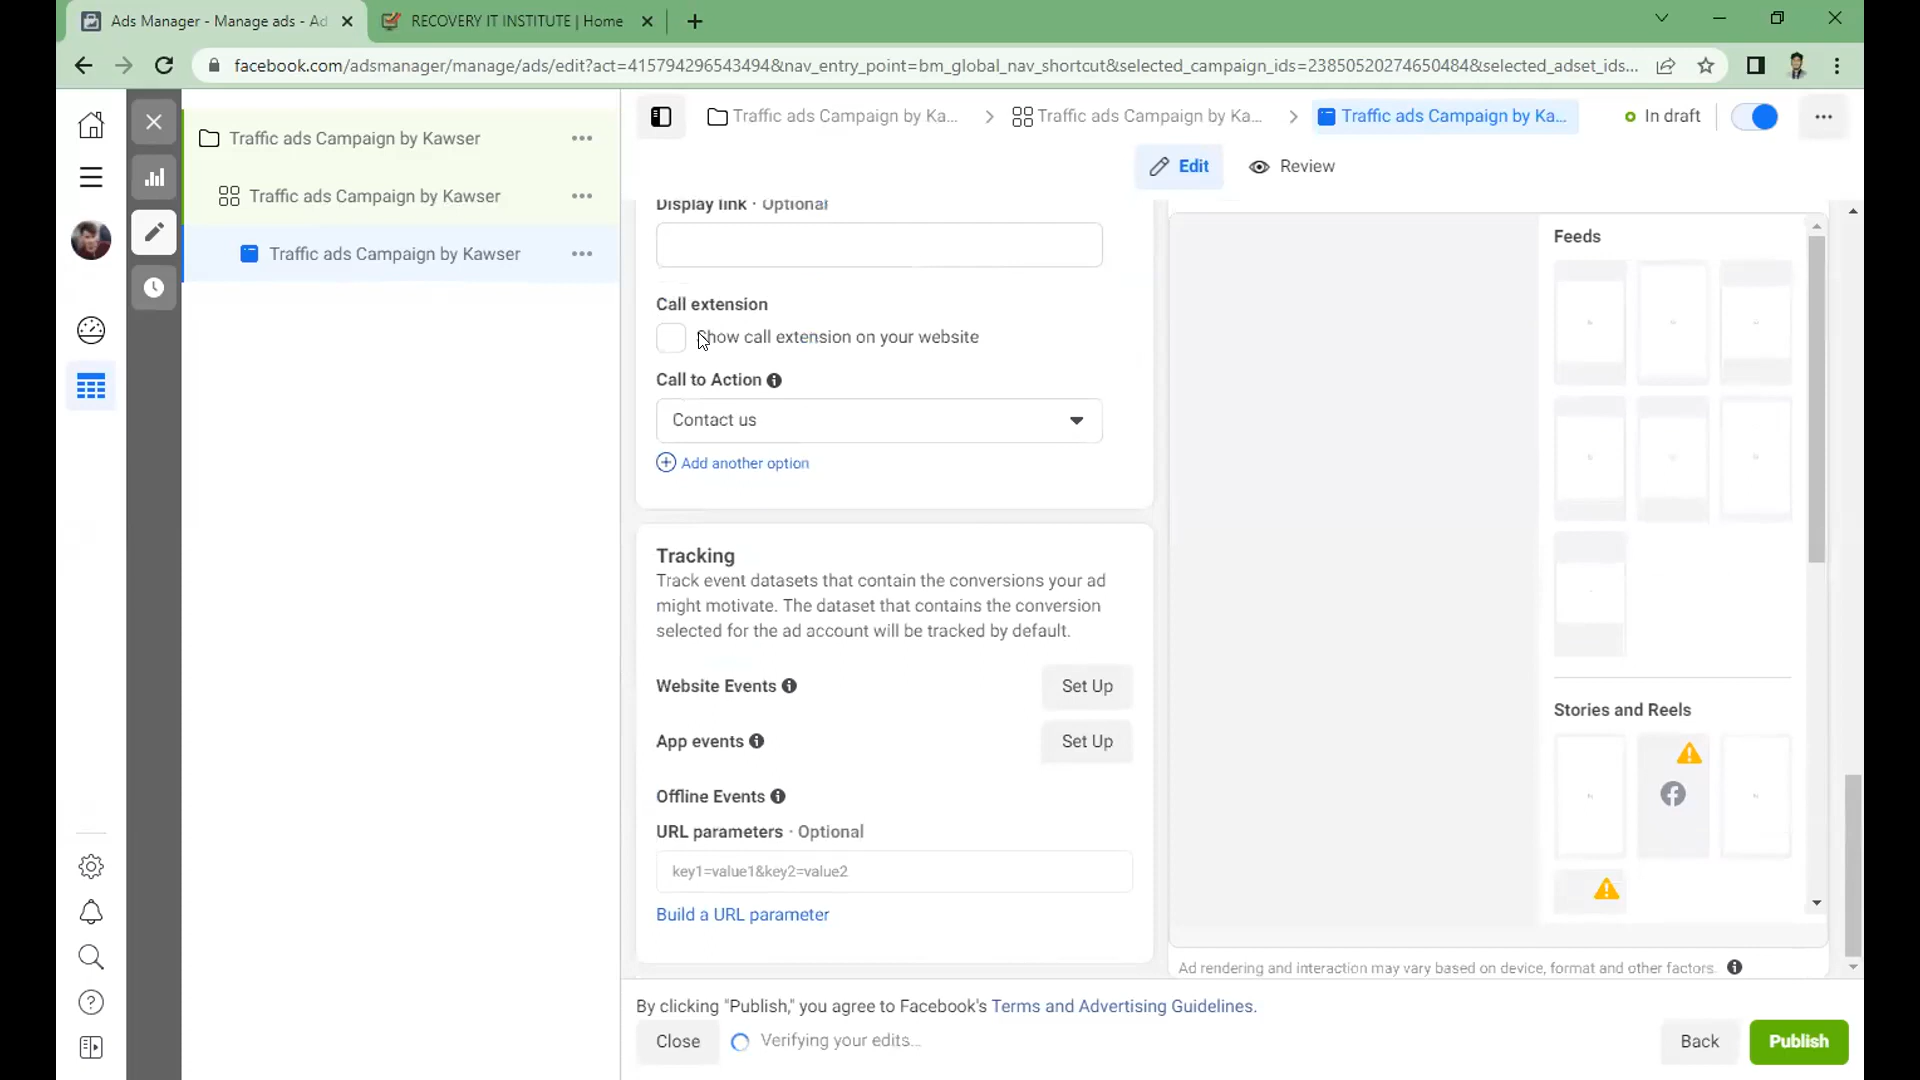 Ads Manager - Manage ads - Ad
RECOVERY IT INSTITUTE | Home
facebook.com/adsmanager/manage/ads/edit?act=415794296543494&nav_entry_point=bm_global_nav_shortcut&selected_campaign_ids=23850520274650484&selected_adset_ids...
Traffic ads Campaign by Kawser
Traffic ads Campaign by Kawser
Traffic ads Campaign by Kawser
Traffic ads Campaign by Ka...
Traffic ads Campaign by Ka...
Traffic ads Campaign by Ka...
In draft
Edit
Review
Display link · Optional
Call extension
Show call extension on your website
Call to Action
Contact us
Add another option
Tracking
Track event datasets that contain the conversions your ad
might motivate. The dataset that contains the conversion
selected for the ad account will be tracked by default.
Website Events
Set Up
App events
Set Up
Offline Events
URL parameters · Optional
key1=value1&key2=value2
Build a URL parameter
Feeds
Stories and Reels
Ad rendering and interaction may vary based on device, format and other factors.
By clicking "Publish," you agree to Facebook's Terms and Advertising Guidelines.
Close
Verifying your edits...
Back
Publish